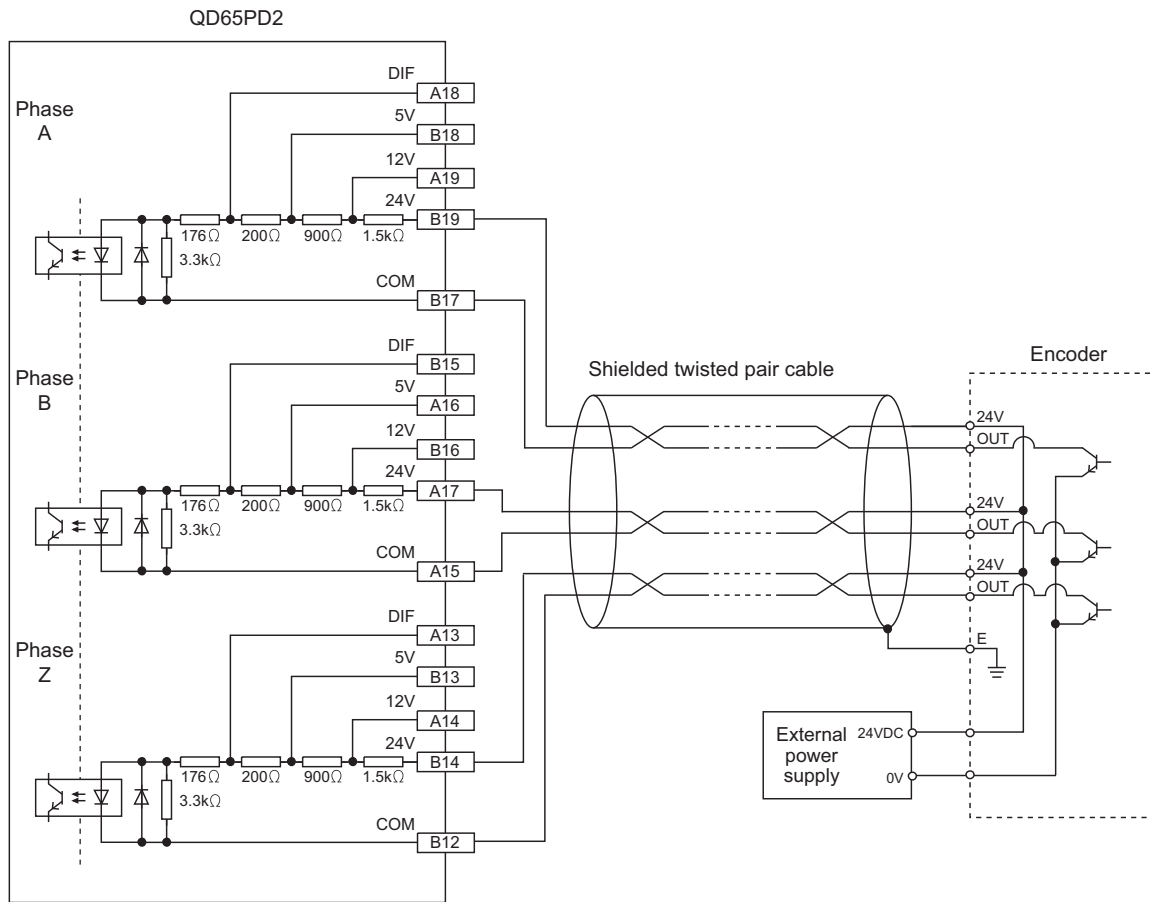 QD65PD2
Phase
A
DIF
A18
5V
B18
12V
A19
24V
B19
176Ω
200Ω
900Ω
1.5kΩ
3.3kΩ
COM
B17
Phase
B
DIF
B15
5V
A16
12V
B16
24V
A17
176Ω
200Ω
900Ω
1.5kΩ
3.3kΩ
COM
A15
Phase
Z
DIF
A13
5V
B13
12V
A14
24V
B14
176Ω
200Ω
900Ω
1.5kΩ
3.3kΩ
COM
B12
Shielded twisted pair cable
Encoder
24V
OUT
24V
OUT
24V
OUT
E
External
power
supply
24VDC
0V